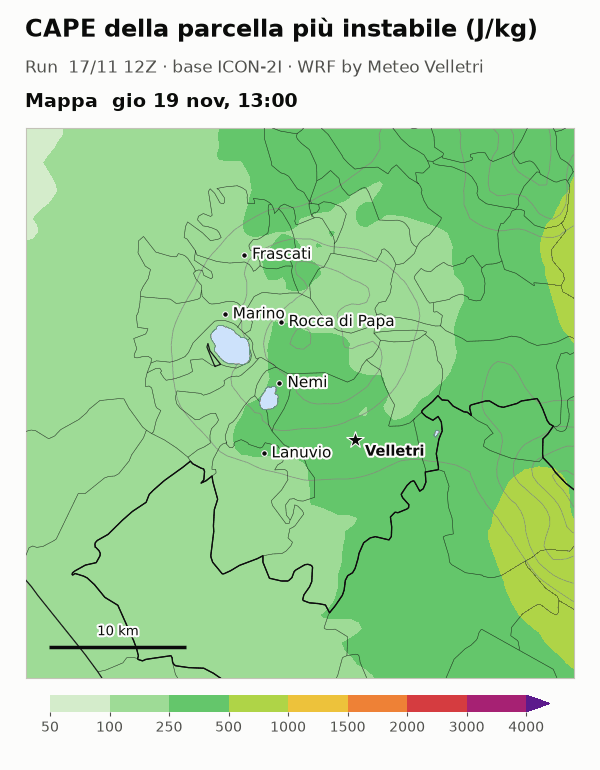 CAPE della parcella più instabile (J/kg)
Run  17/11 12Z · base ICON-2I · WRF by Meteo Velletri
Mappa  gio 19 nov, 13:00
Frascati
Marino
Rocca di Papa
Nemi
Velletri
Lanuvio
10 km
50 100 250 500 1000 1500 2000 3000 4000